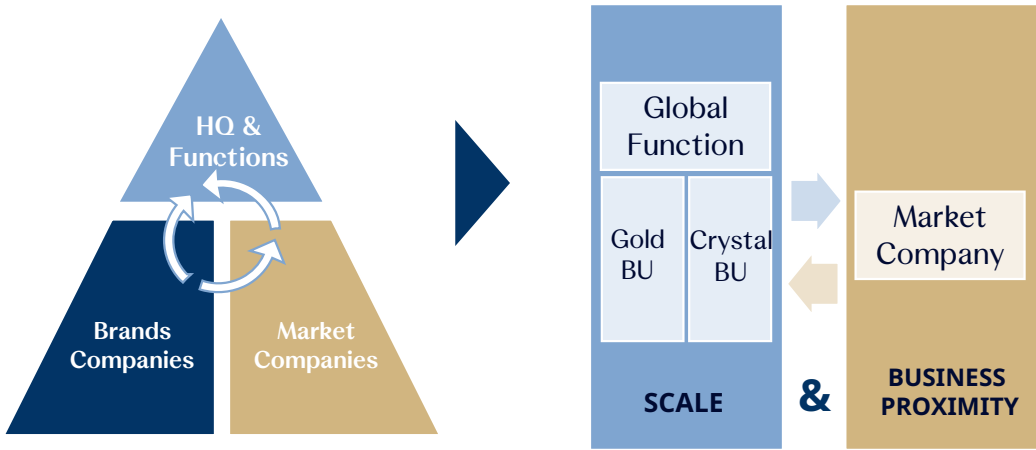 HQ &
Functions
Brands
Companies
Market
Companies
Global
Function
Gold
BU
Crystal
BU
SCALE
&
Market
Company
BUSINESS
PROXIMITY